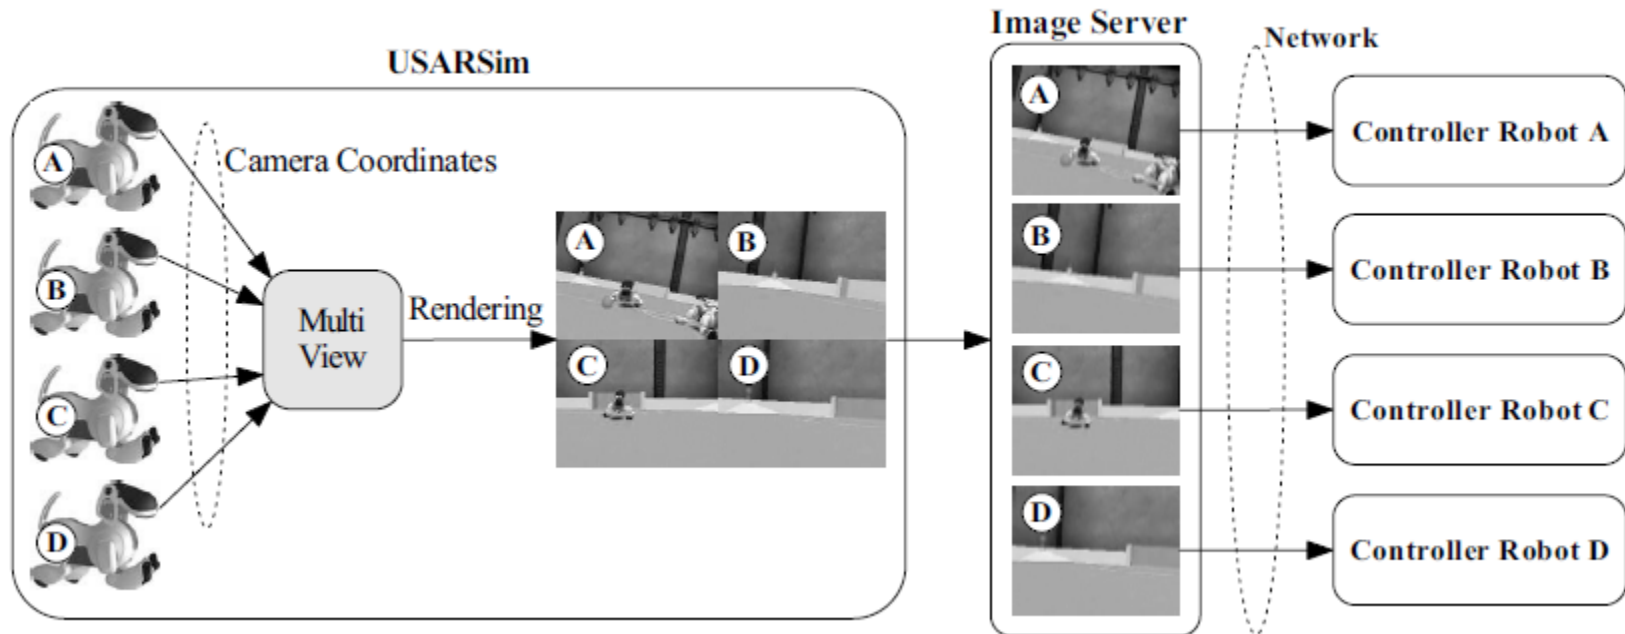 USARSim
Image Server
Network
A
B
C
D
Camera Coordinates
Multi
View
Rendering
A
B
C
D
A
B
C
D
Controller Robot A
Controller Robot B
Controller Robot C
Controller Robot D